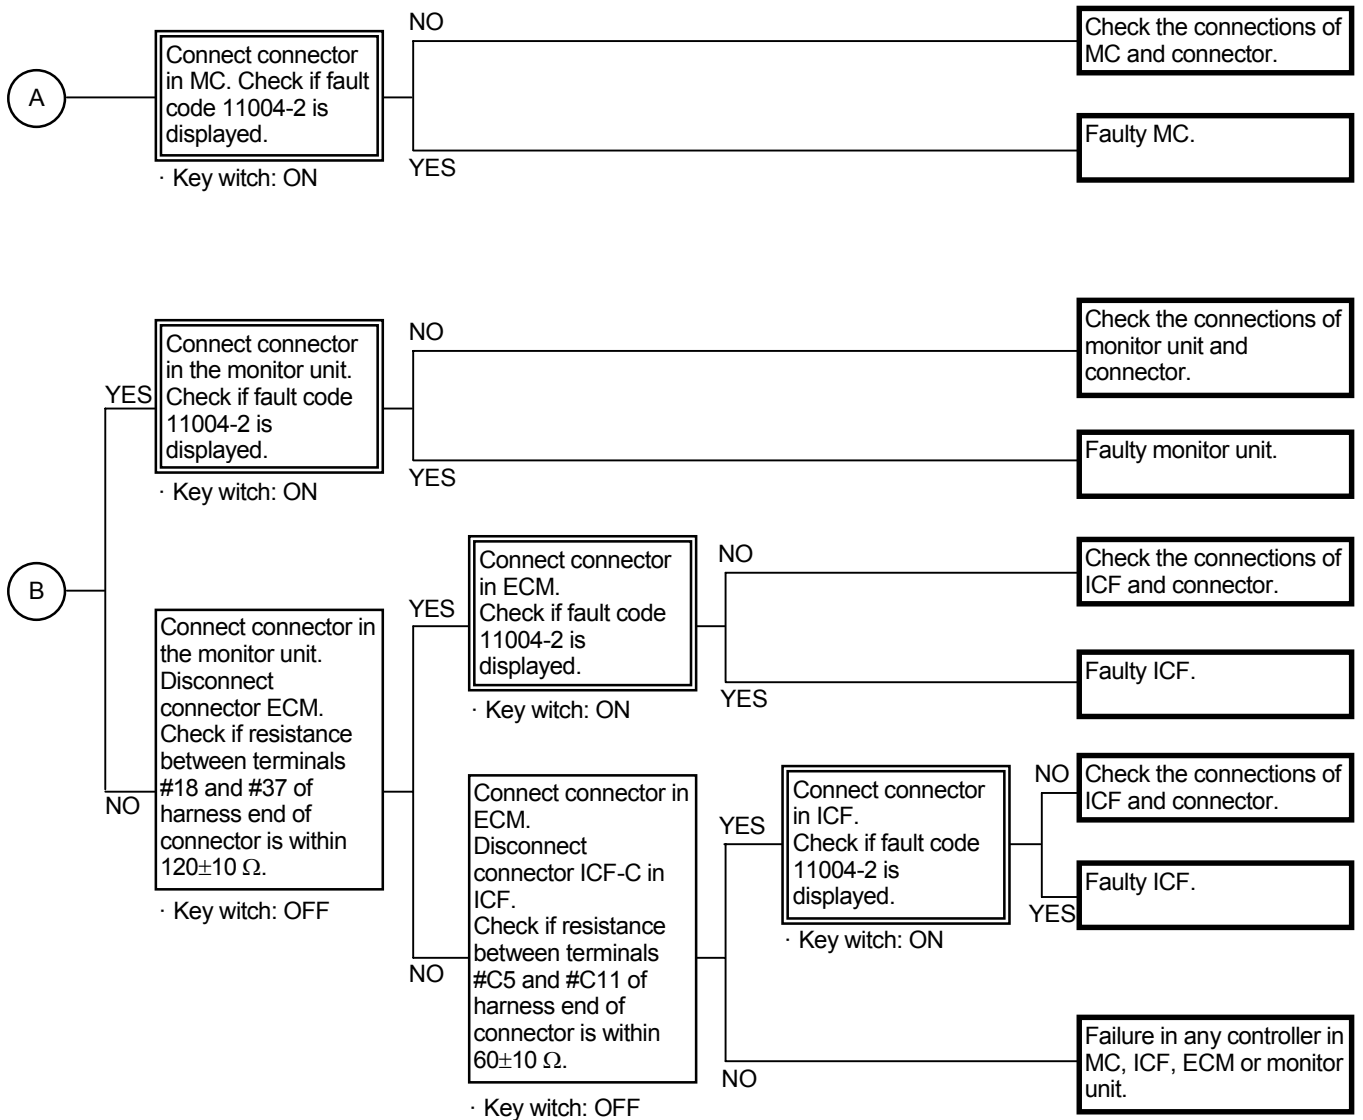 A
Connect connector
in MC. Check if fault
code 11004-2 is
displayed.
· Key witch: ON
NO
Check the connections of
MC and connector.
YES
Faulty MC.
B
YES
Connect connector
in the monitor unit.
Check if fault code
11004-2 is
displayed.
· Key witch: ON
NO
Check the connections of
monitor unit and
connector.
YES
Faulty monitor unit.
NO
Connect connector in
the monitor unit.
Disconnect
connector ECM.
Check if resistance
between terminals
#18 and #37 of
harness end of
connector is within
120±10 Ω.
· Key witch: OFF
YES
Connect connector
in ECM.
Check if fault code
11004-2 is
displayed.
· Key witch: ON
NO
Check the connections of
ICF and connector.
YES
Faulty ICF.
NO
Connect connector in
ECM.
Disconnect
connector ICF-C in
ICF.
Check if resistance
between terminals
#C5 and #C11 of
harness end of
connector is within
60±10 Ω.
· Key witch: OFF
YES
Connect connector
in ICF.
Check if fault code
11004-2 is
displayed.
· Key witch: ON
NO
Check the connections of
ICF and connector.
YES
Faulty ICF.
NO
Failure in any controller in
MC, ICF, ECM or monitor
unit.